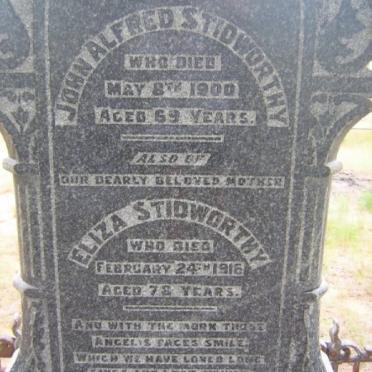 JOHN ALFRED STIDWORTHY
WHO DIED
MAY 8TH 1900
AGED 69 YEARS.
ALSO OF
OUR DEARLY BELOVED MOTHER
ELIZA STIDWORTHY
WHO DIED
FEBRUARY 24TH 1916
AGED 78 YEARS.
AND WITH THE MORN THOSE
ANGELS FACES SMILE,
WHICH WE HAVE LOVED LONG